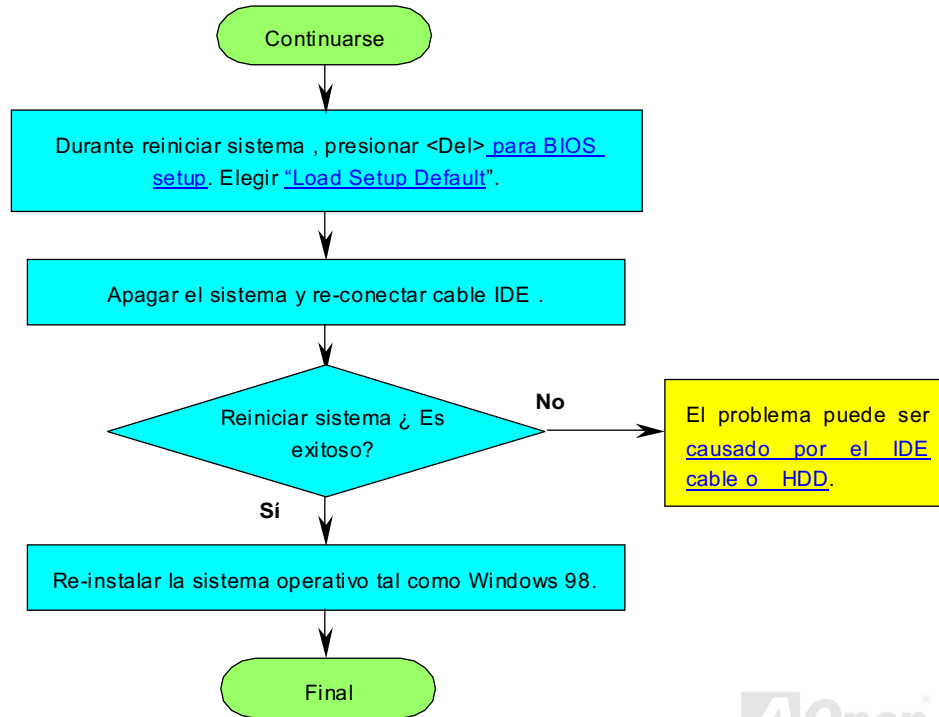 Continuarse
Durante reiniciar sistema , presionar <Del> para BIOS
setup. Elegir “Load Setup Default”.
Apagar el sistema y re-conectar cable IDE .
Reiniciar sistema ¿ Es
exitoso?
No
El problema puede ser
causado por el IDE
cable o HDD.
Sí
Re-instalar la sistema operativo tal como Windows 98.
Final